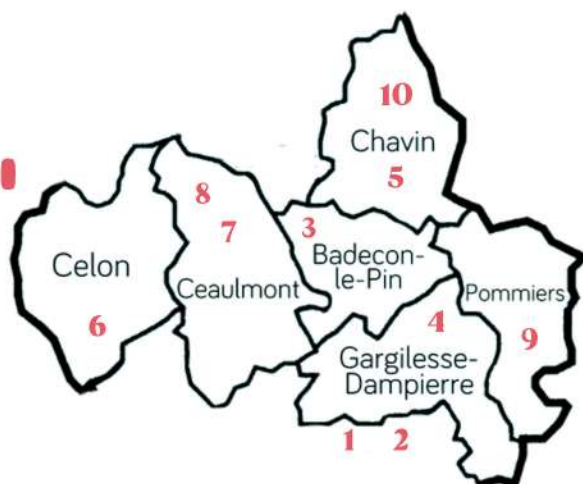 10
Chavin
5
8
7
3
Badecon-
le-Pin
Celon
Ceaulmont
Pommiers
6
4
9
Gargilesse-
Dampierre
1
2